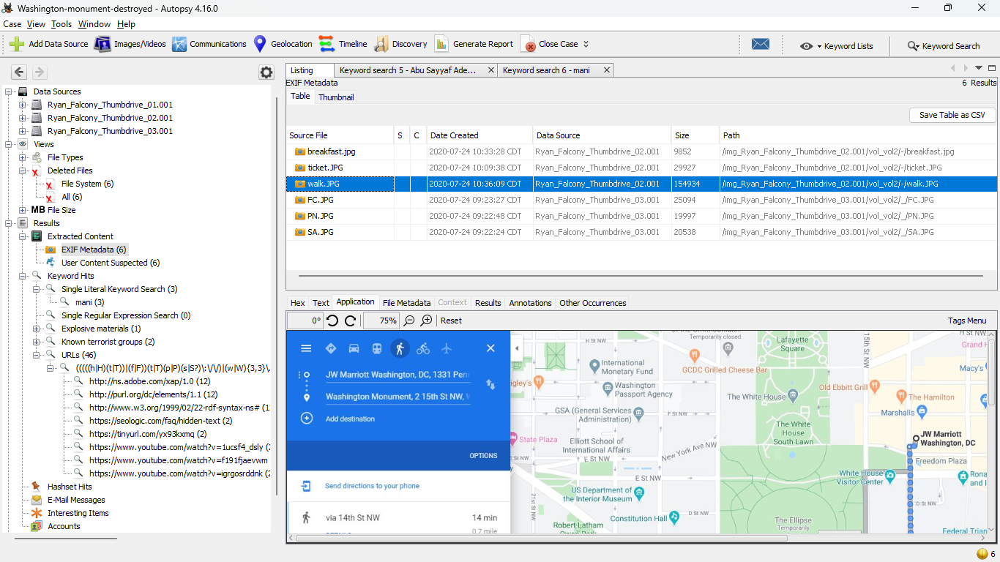 Washington-monument-destroyed - Autopsy 4.16.0
Case View Tools Window Help
Add Data Source Images/Videos Communications Geolocation Timeline Discovery Generate Report Close Case Keyword Lists Keyword Search
Data Sources
Ryan_Falcony_Thumbdrive_01.001
Ryan_Falcony_Thumbdrive_02.001
Ryan_Falcony_Thumbdrive_03.001
Views
File Types
Deleted Files
File System (6)
All (6)
MB File Size
Results
Extracted Content
EXIF Metadata (6)
User Content Suspected (6)
Keyword Hits
Single Literal Keyword Search (3)
mani (3)
Single Regular Expression Search (0)
Explosive materials (1)
Known terrorist groups (2)
URLs (46)
(((((h|H)(t|T))|(f|F))(t|T)(p|P)(s|S?)\:\/\/)|(w|W){3,3}\.
http://ns.adobe.com/xap/1.0 (12)
http://purl.org/dc/elements/1.1 (12)
http://www.w3.org/1999/02/22-rdf-syntax-ns# (1
https://seologic.com/faq/hidden-text (2)
https://tinyurl.com/yx93kxmq (2)
https://www.youtube.com/watch?v=1ucsf4_dsly (
https://www.youtube.com/watch?v=f191fjaevwm
https://www.youtube.com/watch?v=igrgosrddnk (2
Hashset Hits
E-Mail Messages
Interesting Items
Accounts
Listing Keyword search 5 - Abu Sayyaf Ade... Keyword search 6 - mani
EXIF Metadata 6 Results
Table Thumbnail
Save Table as CSV
Source File S C Date Created Data Source Size Path
breakfast.jpg 2020-07-24 10:33:28 CDT Ryan_Falcony_Thumbdrive_02.001 9852 /img_Ryan_Falcony_Thumbdrive_02.001/vol_vol2/-/breakfast.jpg
ticket.JPG 2020-07-24 10:09:38 CDT Ryan_Falcony_Thumbdrive_02.001 29927 /img_Ryan_Falcony_Thumbdrive_02.001/vol_vol2/-/ticket.JPG
walk.JPG 2020-07-24 10:36:09 CDT Ryan_Falcony_Thumbdrive_02.001 154934 /img_Ryan_Falcony_Thumbdrive_02.001/vol_vol2/-/walk.JPG
FC.JPG 2020-07-24 09:23:27 CDT Ryan_Falcony_Thumbdrive_03.001 25094 /img_Ryan_Falcony_Thumbdrive_03.001/vol_vol2/_/FC.JPG
PN.JPG 2020-07-24 09:22:48 CDT Ryan_Falcony_Thumbdrive_03.001 19997 /img_Ryan_Falcony_Thumbdrive_03.001/vol_vol2/_/PN.JPG
SA.JPG 2020-07-24 09:22:24 CDT Ryan_Falcony_Thumbdrive_03.001 20538 /img_Ryan_Falcony_Thumbdrive_03.001/vol_vol2/_/SA.JPG
Hex Text Application File Metadata Context Results Annotations Other Occurrences
0° 75% Reset Tags Menu
JW Marriott Washington, DC, 1331 Penn
Washington Monument, 2 15th St NW, W
Add destination
OPTIONS
Send directions to your phone
via 14th St NW 14 min
0.7 mile
DETAILS
Temporarily closed
H St NW
H St NW
Lafayette
Square
15th St NW
Grand H
Macy's
International
Monetary Fund
GCDC Grilled Cheese Bar
igley's
Washington
Passport Agency
The White House
Old Ebbitt Grill
The Hamilton
Marshalls
GSA (General Services
Administration)
F St NW
F St NW
State Plaza
Elliott School of
International Affairs
The White
House
South Lawn
JW Marriott
Washington, DC
New York Ave NW
E St NW
E St NW
Freedom Plaza
E St NW
White House
Visitor Center
Rona
and I
US Department of
the Interior Museum
21st St NW
D St NW
Constitution Hall
D St NW
The Ellipse
Temporarily
Robert Latham
Owen Park
Federal Trian
6